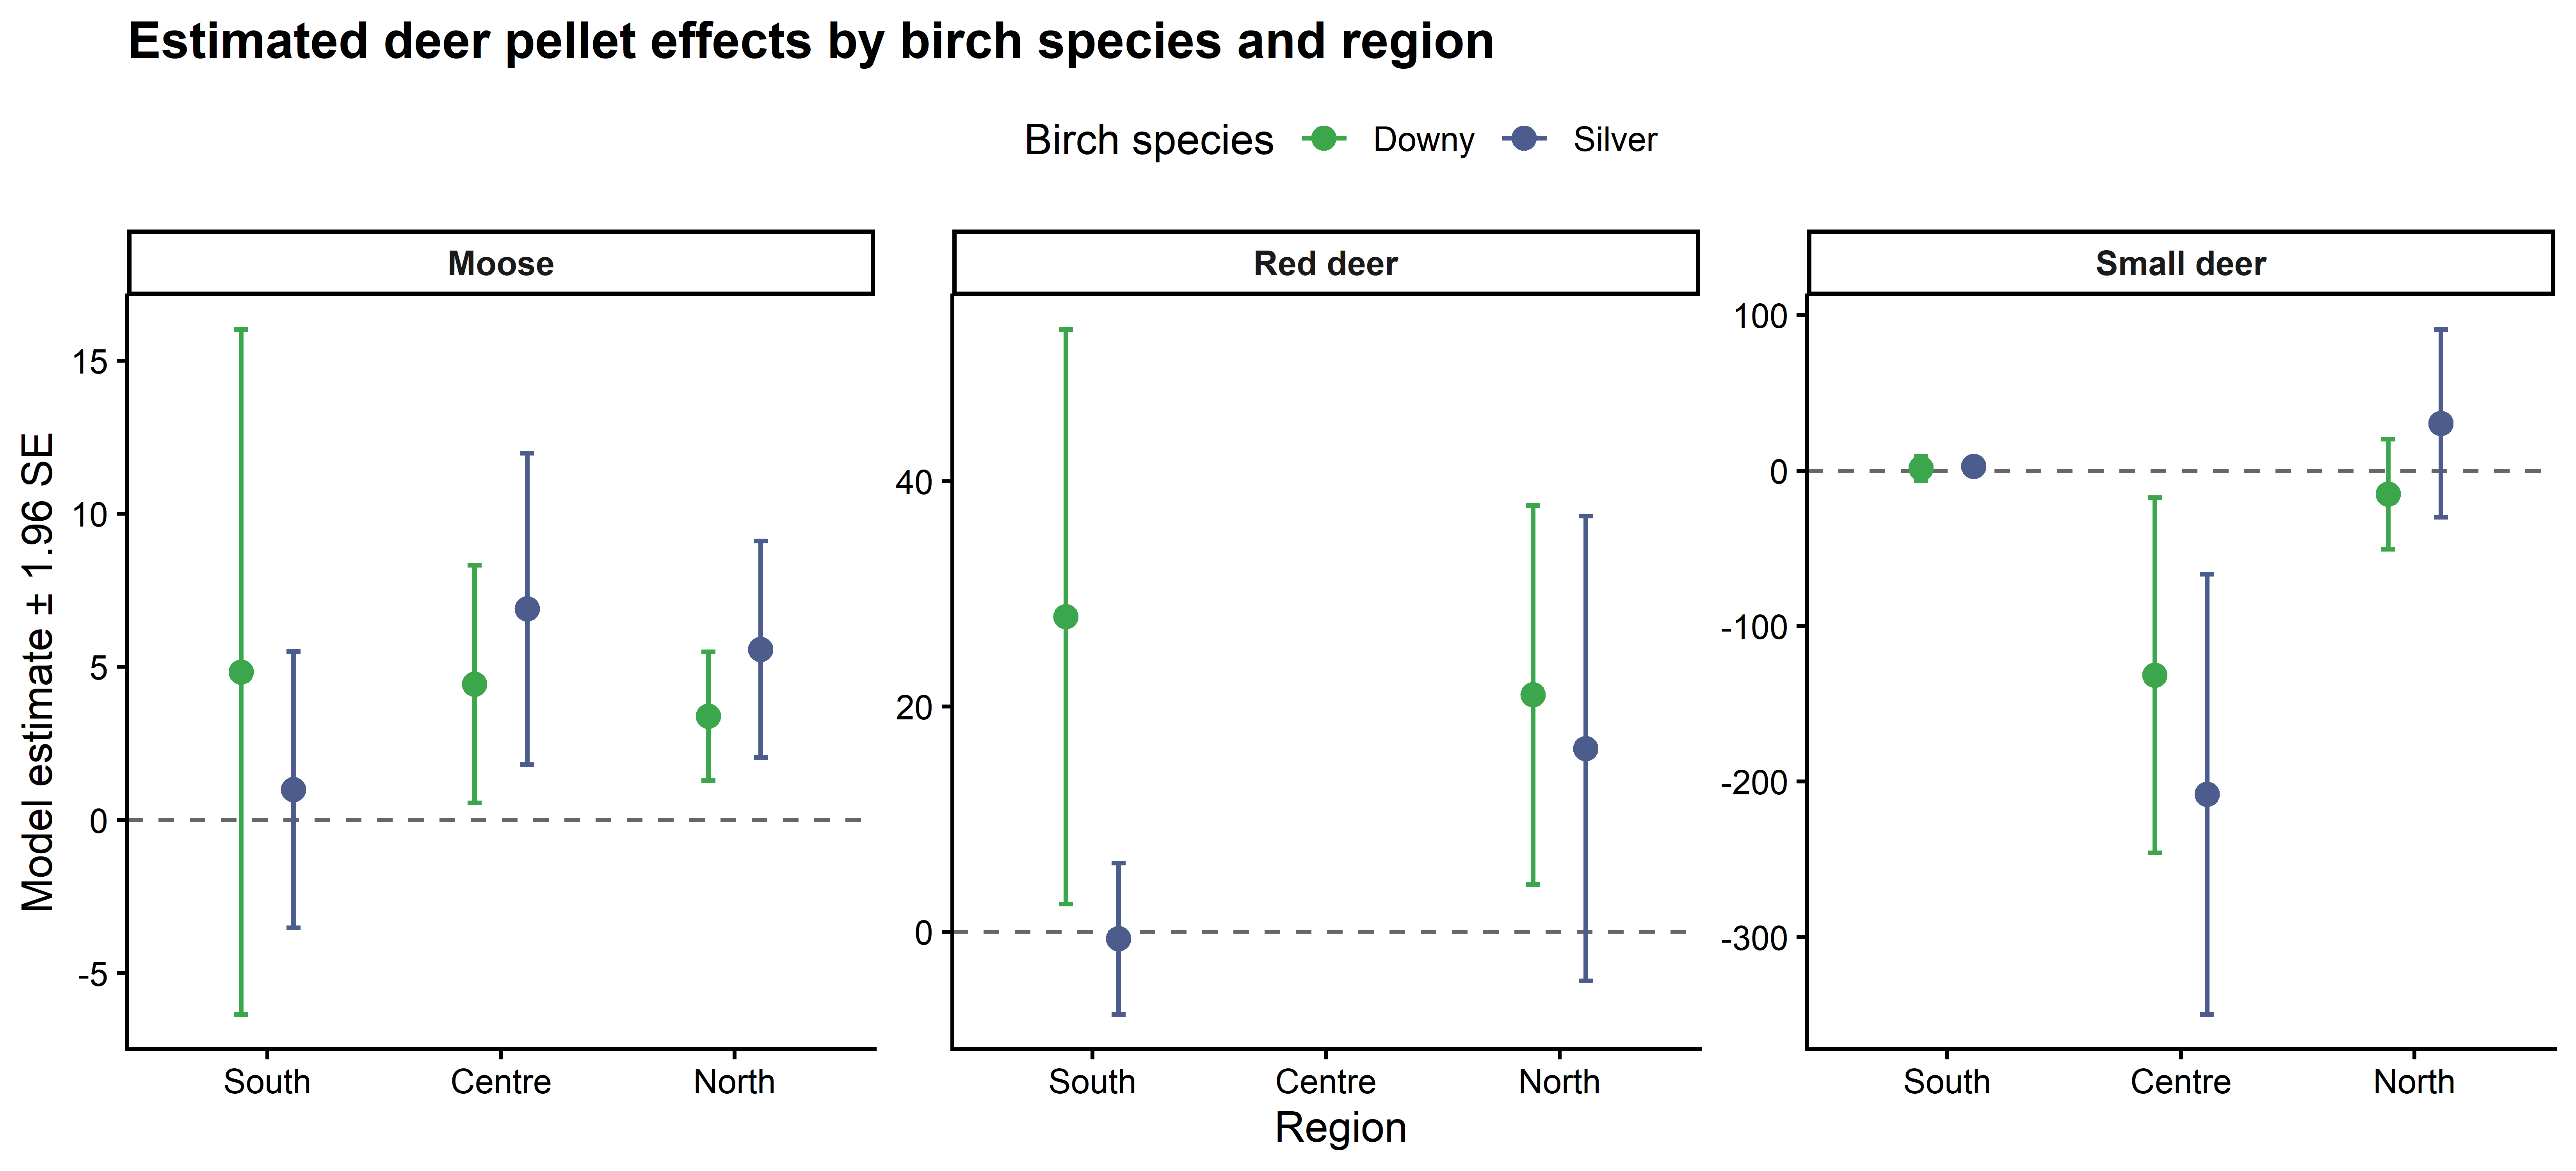 Estimated deer pellet effects by birch species and region
Birch species Downy Silver
Moose
Red deer
Small deer
Model estimate ± 1.96 SE
15
10
5
0
-5
40
20
0
100
0
-100
-200
-300
South Centre North
South Centre North
South Centre North
Region